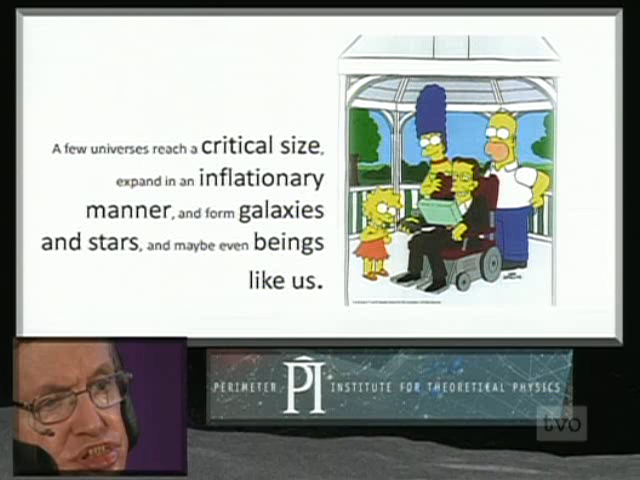 A few universes reach a critical size,
expand in an inflationary
manner, and form galaxies
and stars, and maybe even beings
like us.
PERIMETER PI INSTITUTE FOR THEORETICAL PHYSICS
tvo